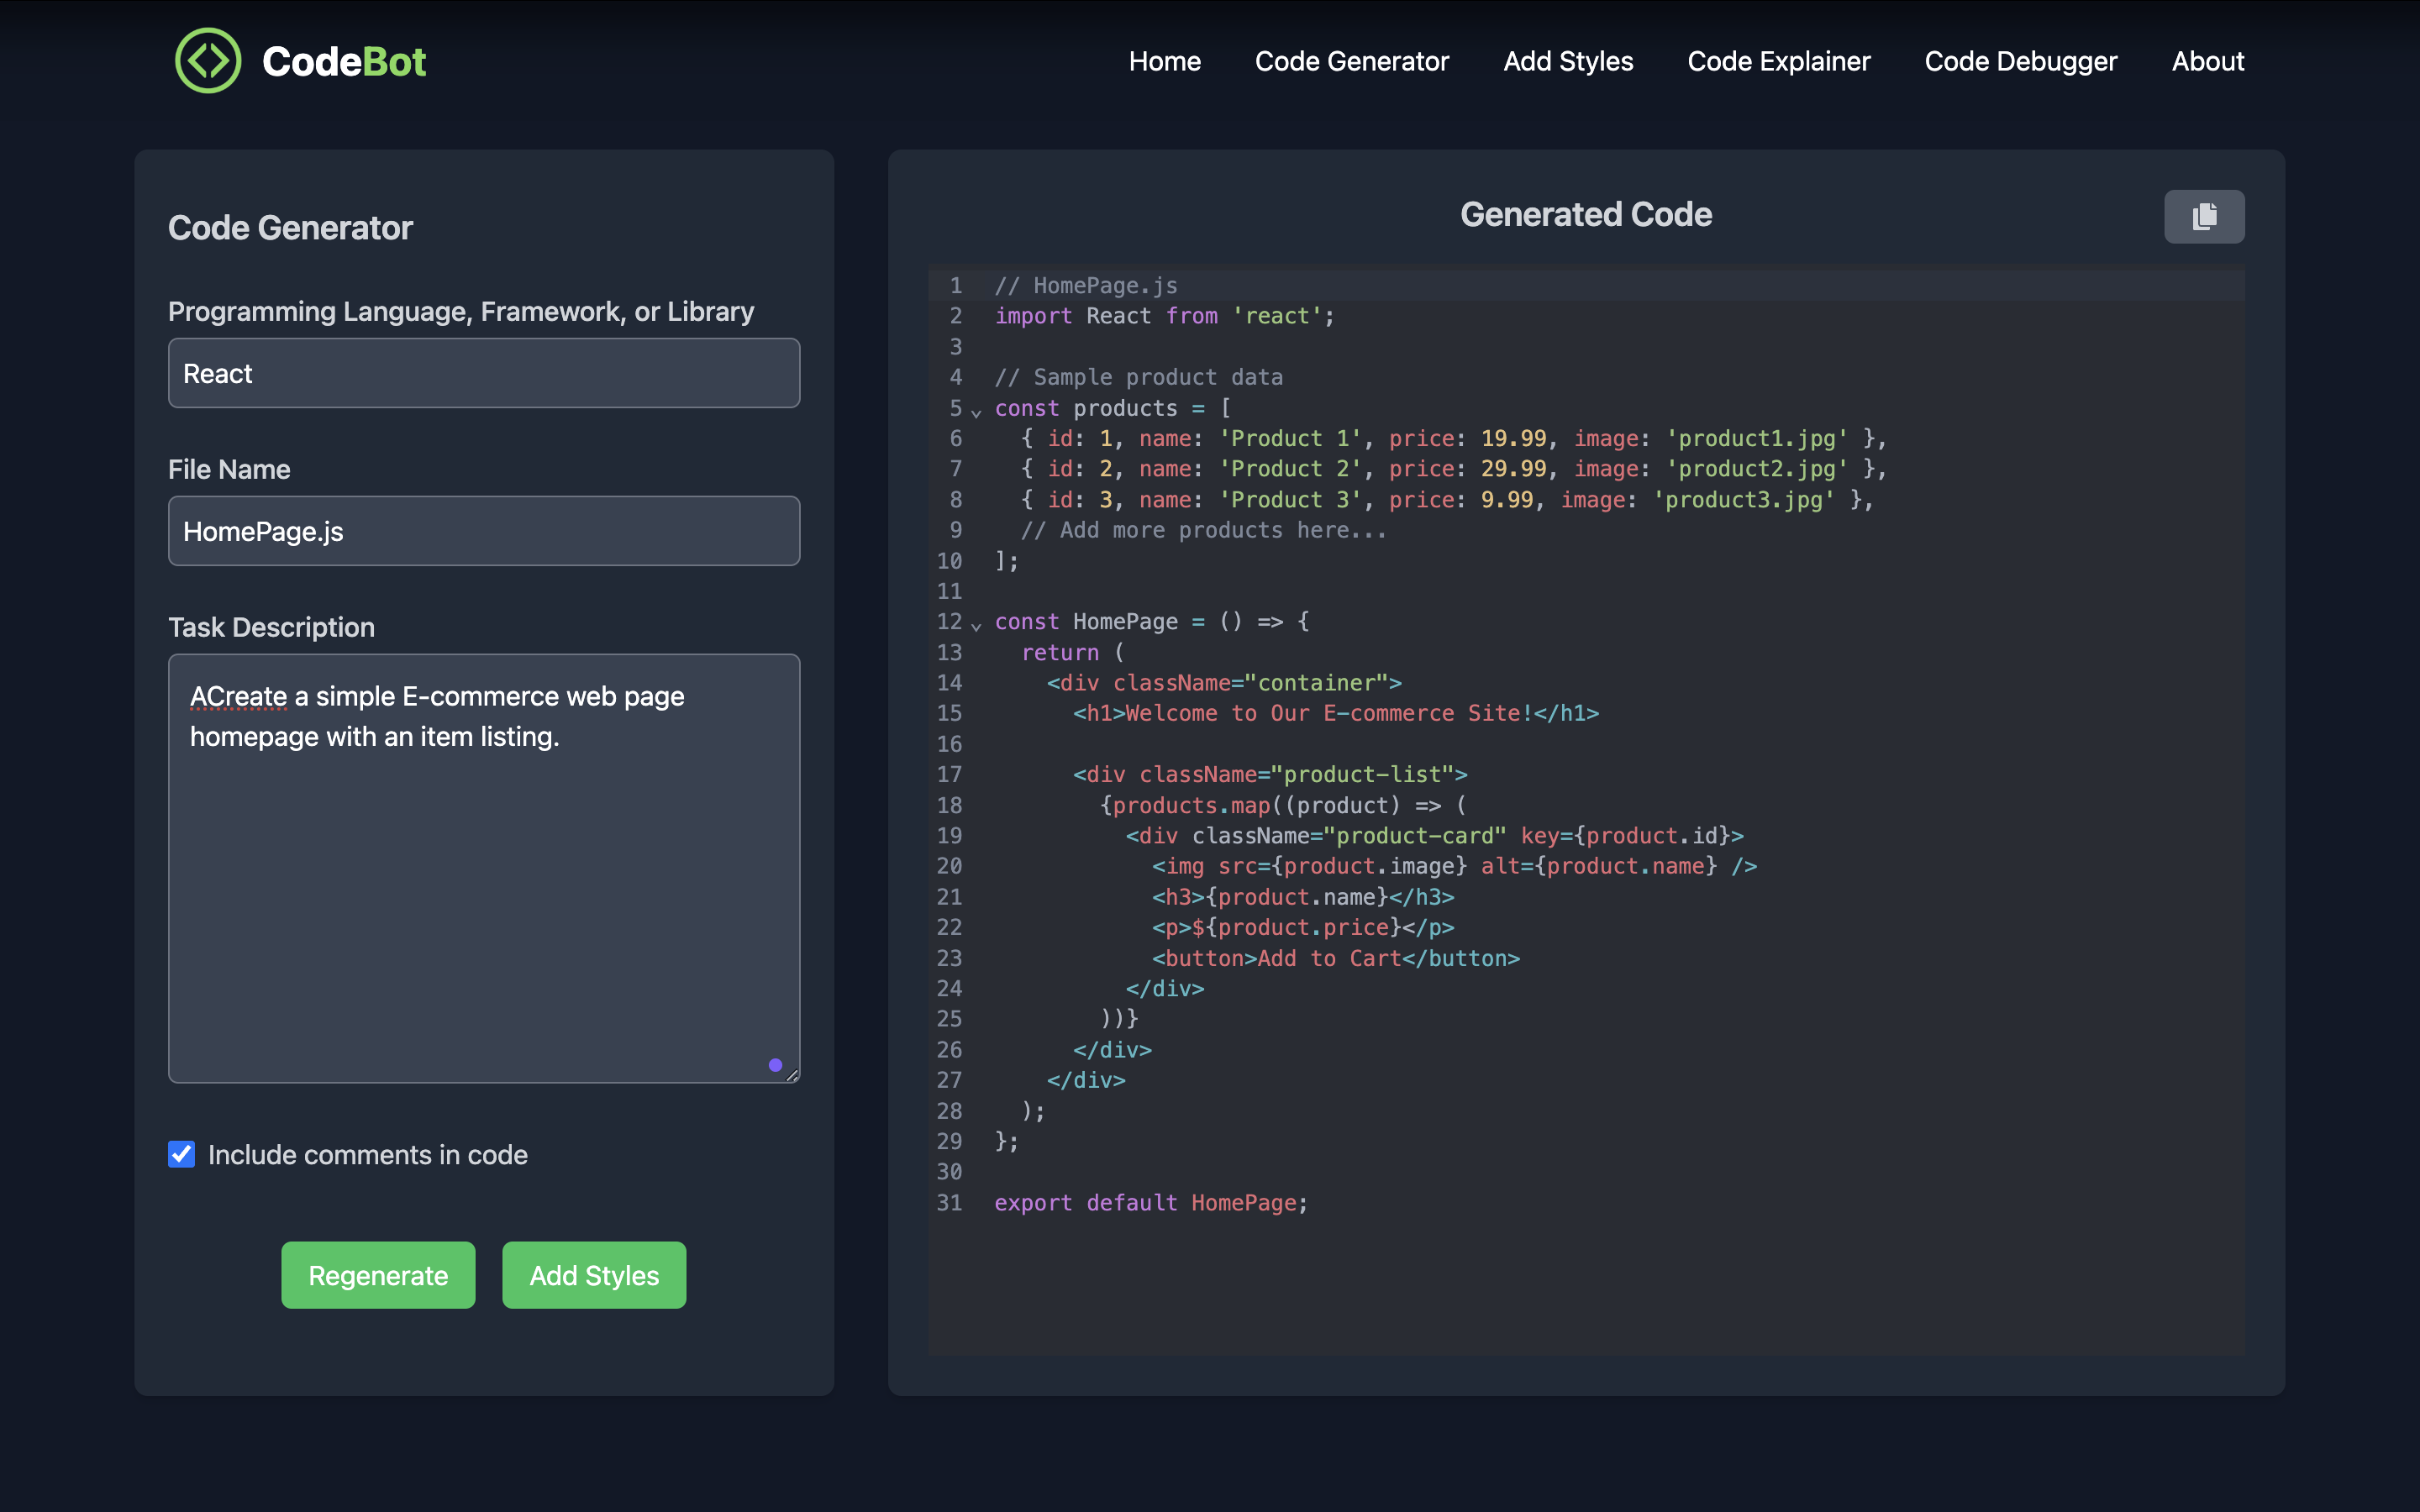 CodeBot
Home Code Generator Add Styles Code Explainer Code Debugger About
Code Generator
Programming Language, Framework, or Library
React
File Name
HomePage.js
Task Description
ACreate a simple E-commerce web page
homepage with an item listing.
Include comments in code
Regenerate Add Styles
Generated Code
1 // HomePage.js
2 import React from 'react';
3
4 // Sample product data
5 const products = [
6   { id: 1, name: 'Product 1', price: 19.99, image: 'product1.jpg' },
7   { id: 2, name: 'Product 2', price: 29.99, image: 'product2.jpg' },
8   { id: 3, name: 'Product 3', price: 9.99, image: 'product3.jpg' },
9   // Add more products here...
10 ];
11
12 const HomePage = () => {
13   return (
14     <div className="container">
15       <h1>Welcome to Our E-commerce Site!</h1>
16
17       <div className="product-list">
18         {products.map((product) => (
19           <div className="product-card" key={product.id}>
20             <img src={product.image} alt={product.name} />
21             <h3>{product.name}</h3>
22             <p>${product.price}</p>
23             <button>Add to Cart</button>
24           </div>
25         ))}
26       </div>
27     </div>
28   );
29 };
30
31 export default HomePage;